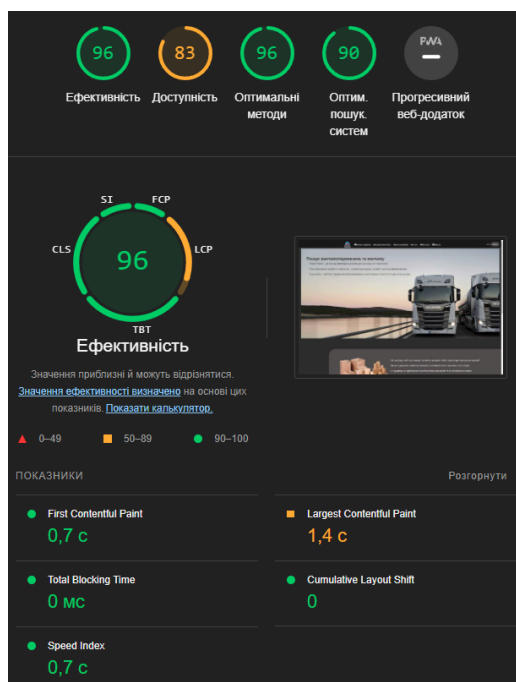 96 83 96 90 PWA
Ефективність Доступність Оптимальні Оптим. Прогресивний
методи пошук. веб-додаток
систем
SI FCP
CLS LCP
96
TBT
Ефективність
Значення приблизні й можуть відрізнятися.
Значення ефективності визначено на основі цих
показників. Показати калькулятор.
0–49 50–89 90–100
ПОКАЗНИКИ Розгорнути
First Contentful Paint Largest Contentful Paint
0,7 с 1,4 с
Total Blocking Time Cumulative Layout Shift
0 мс 0
Speed Index
0,7 с